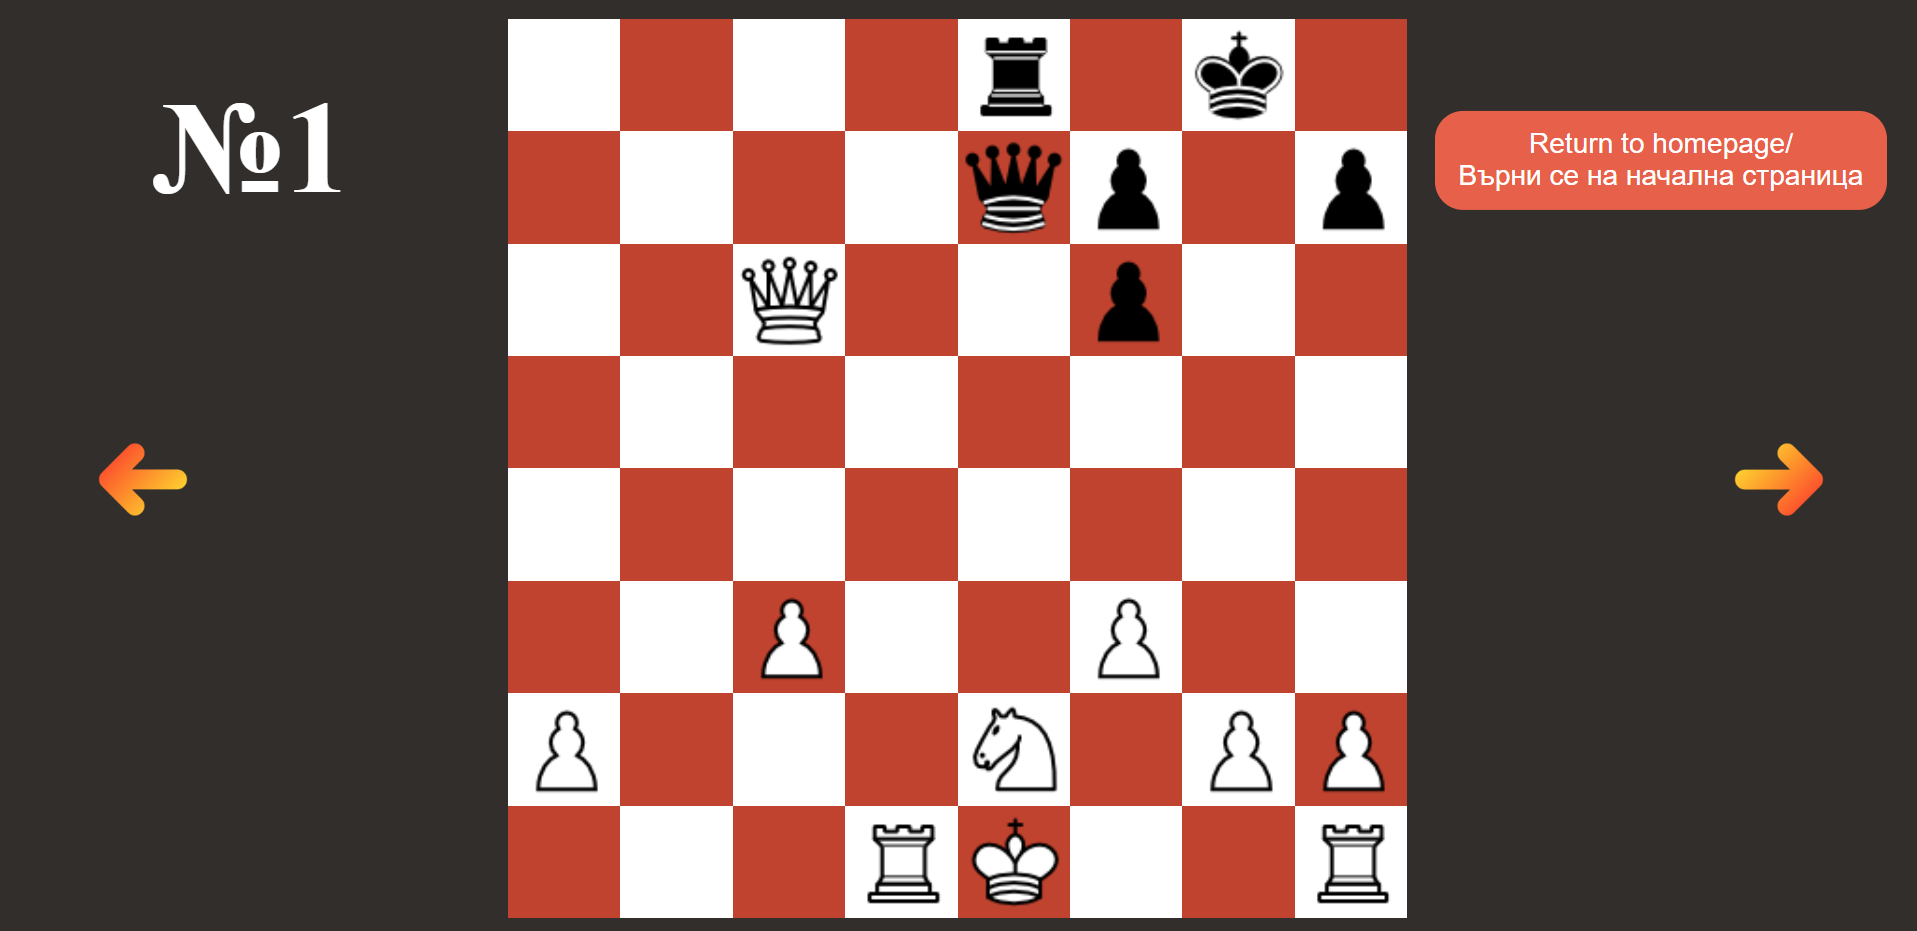 №1
Return to homepage/
Върни се на начална страница